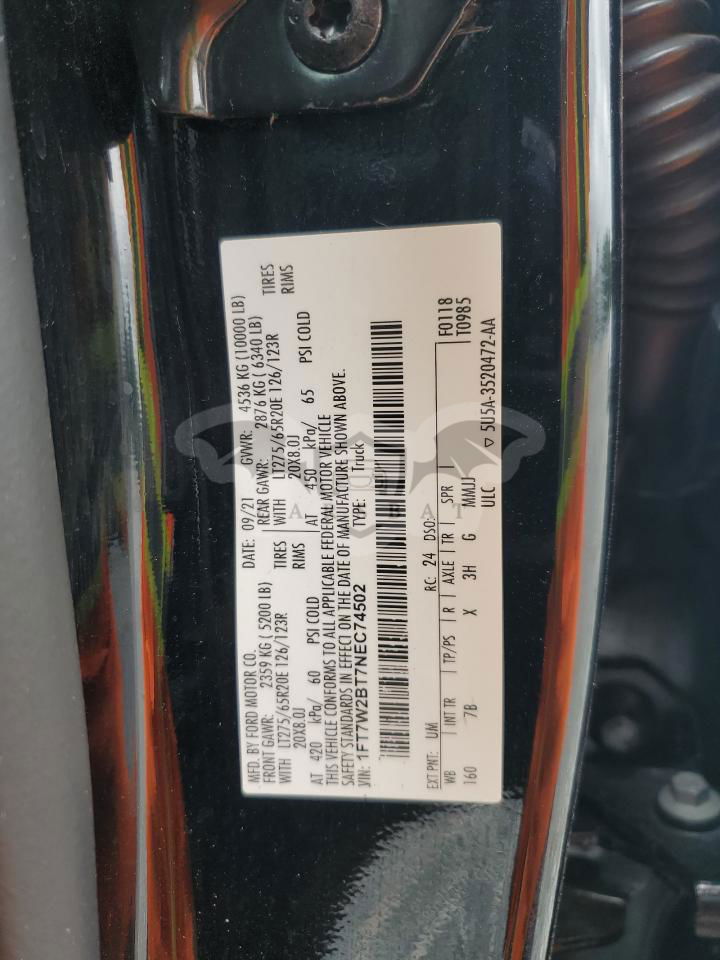 MFD. BY FORD MOTOR CO. DATE: 09/21 GVWR: 4536 KG (10000 LB)
FRONT GAWR: 2359 KG ( 5200 LB) REAR GAWR: 2876 KG ( 6340 LB)
WITH LT275/65R20E 126/123R TIRES WITH LT275/65R20E 126/123R TIRES
20X8.0J RIMS 20X8.0J RIMS
AT 420 kPa/ 60 PSI COLD AT 450 kPa/ 65 PSI COLD
THIS VEHICLE CONFORMS TO ALL APPLICABLE FEDERAL MOTOR VEHICLE
SAFETY STANDARDS IN EFFECT ON THE DATE OF MANUFACTURE SHOWN ABOVE.
VIN: 1FT7W2BT7NEC74502 TYPE: Truck
EXT PNT: UM RC: 24 DSO: F0118
WB INT TR TP/PS R AXLE TR SPR T0985
160 7B X 3H G MMUJ
ULC 5U5A-3520472-AA
A BAT